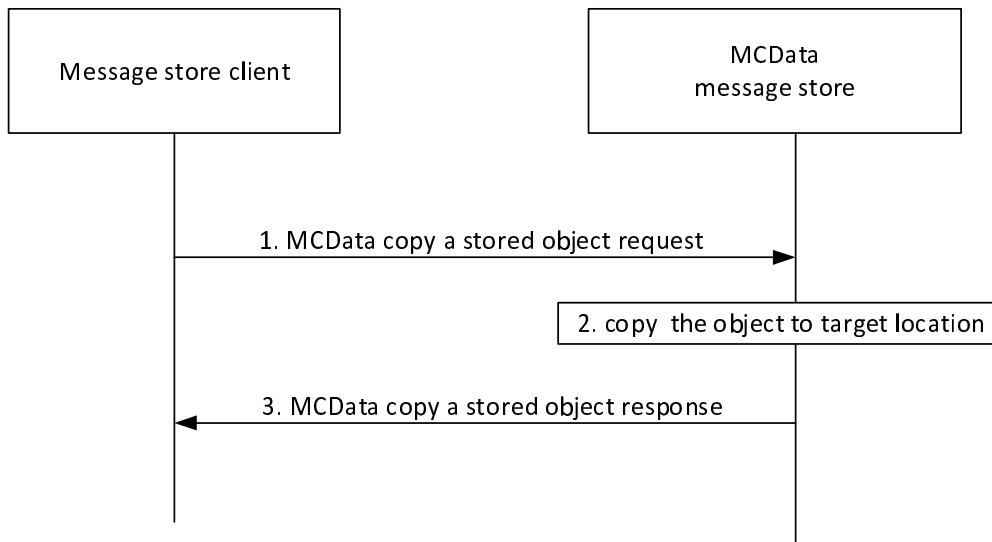 Message store client
MCData
message store
1. MCData copy a stored object request
2. copy the object to target location
3. MCData copy a stored object response